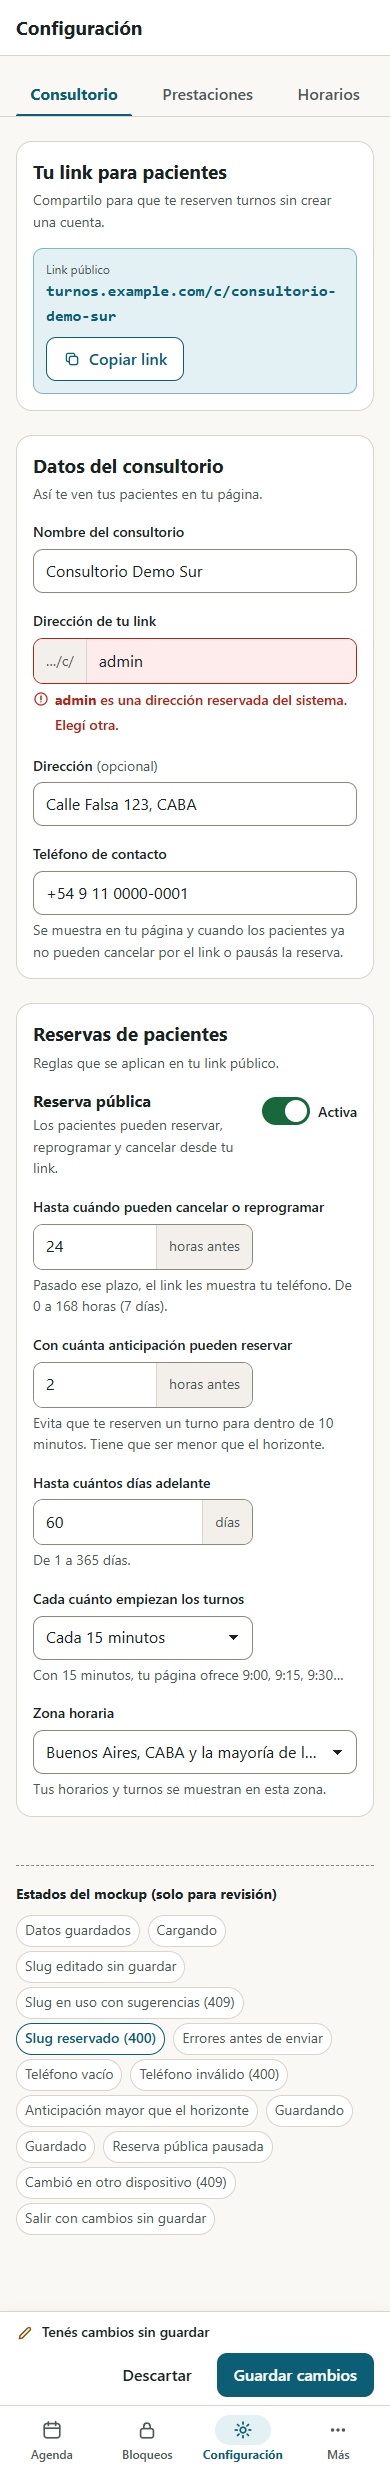 Configuración
Consultorio Prestaciones Horarios
Tu link para pacientes
Compartilo para que te reserven turnos sin crear
una cuenta.
Link público
turnos.example.com/c/consultorio-
demo-sur
Copiar link
Datos del consultorio
Así te ven tus pacientes en tu página.
Nombre del consultorio
Consultorio Demo Sur
Dirección de tu link
.../c/ admin
admin es una dirección reservada del sistema.
Elegí otra.
Dirección (opcional)
Calle Falsa 123, CABA
Teléfono de contacto
+54 9 11 0000-0001
Se muestra en tu página y cuando los pacientes ya
no pueden cancelar por el link o pausás la reserva.
Reservas de pacientes
Reglas que se aplican en tu link público.
Reserva pública
Activa
Los pacientes pueden reservar,
reprogramar y cancelar desde tu
link.
Hasta cuándo pueden cancelar o reprogramar
24 horas antes
Pasado ese plazo, el link les muestra tu teléfono. De
0 a 168 horas (7 días).
Con cuánta anticipación pueden reservar
2 horas antes
Evita que te reserven un turno para dentro de 10
minutos. Tiene que ser menor que el horizonte.
Hasta cuántos días adelante
60 días
De 1 a 365 días.
Cada cuánto empiezan los turnos
Cada 15 minutos
Con 15 minutos, tu página ofrece 9:00, 9:15, 9:30...
Zona horaria
Buenos Aires, CABA y la mayoría de l...
Tus horarios y turnos se muestran en esta zona.
Estados del mockup (solo para revisión)
Datos guardados Cargando
Slug editado sin guardar
Slug en uso con sugerencias (409)
Slug reservado (400) Errores antes de enviar
Teléfono vacío Teléfono inválido (400)
Anticipación mayor que el horizonte Guardando
Guardado Reserva pública pausada
Cambió en otro dispositivo (409)
Salir con cambios sin guardar
Tenés cambios sin guardar
Descartar Guardar cambios
Agenda Bloqueos Configuración Más